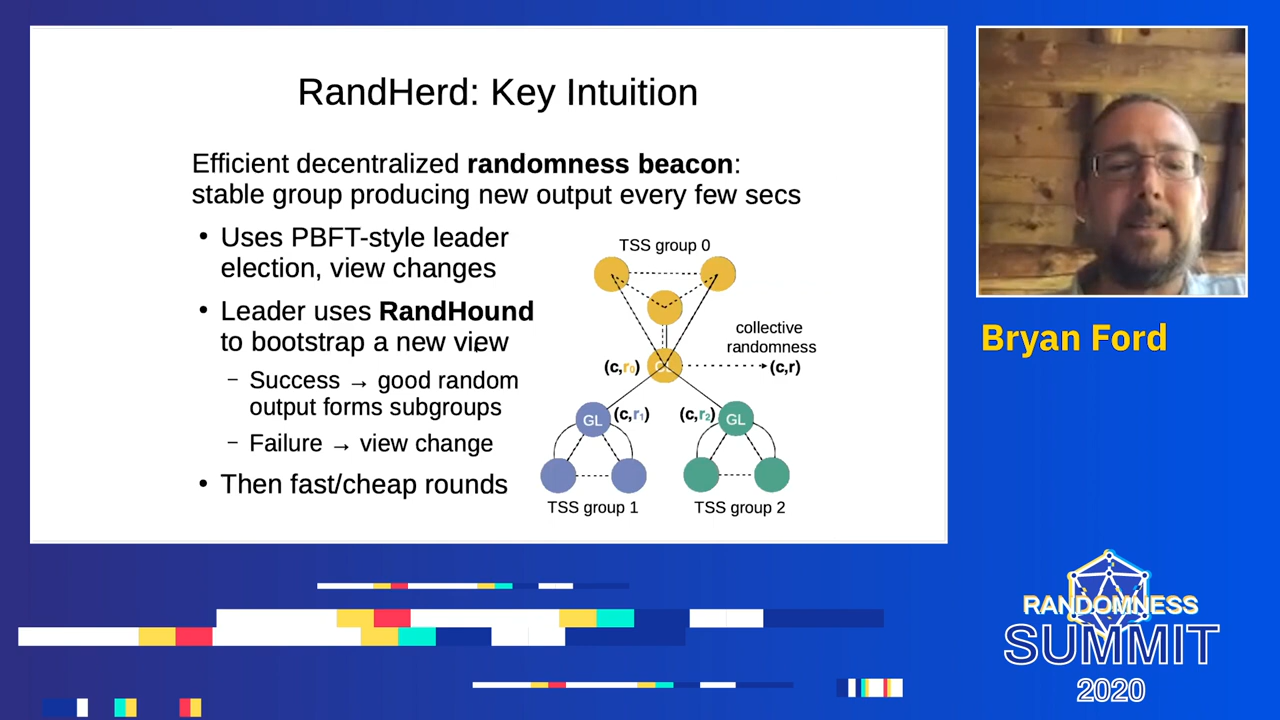 RandHerd: Key Intuition
Efficient decentralized randomness beacon:
stable group producing new output every few secs
• Uses PBFT-style leader
election, view changes
• Leader uses RandHound
to bootstrap a new view
– Success → good random
output forms subgroups
– Failure → view change
• Then fast/cheap rounds
TSS group 0
collective
randomness
(c,r₀)
(c,r)
GL
(c,r₁)
(c,r₂)
GL
TSS group 1
TSS group 2
Bryan Ford
RANDOMNESS
SUMMIT
2020